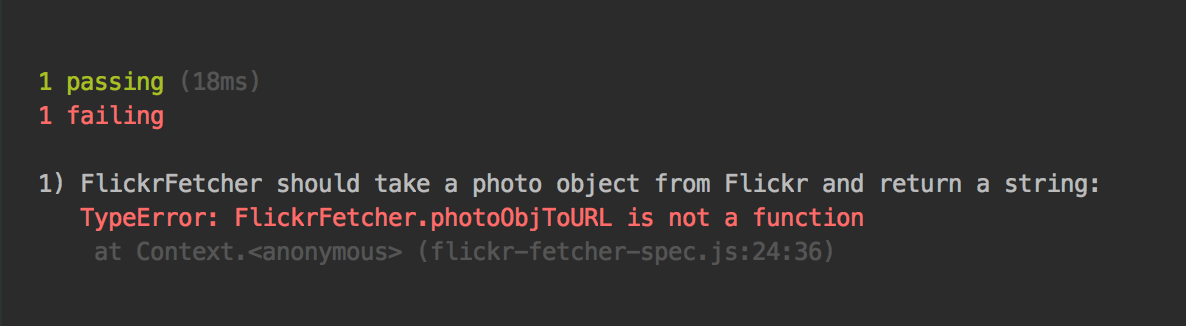 1 passing (18ms)
1 failing
1) FlickrFetcher should take a photo object from Flickr and return a string:
TypeError: FlickrFetcher.photoObjToURL is not a function
at Context.<anonymous> (flickr-fetcher-spec.js:24:36)